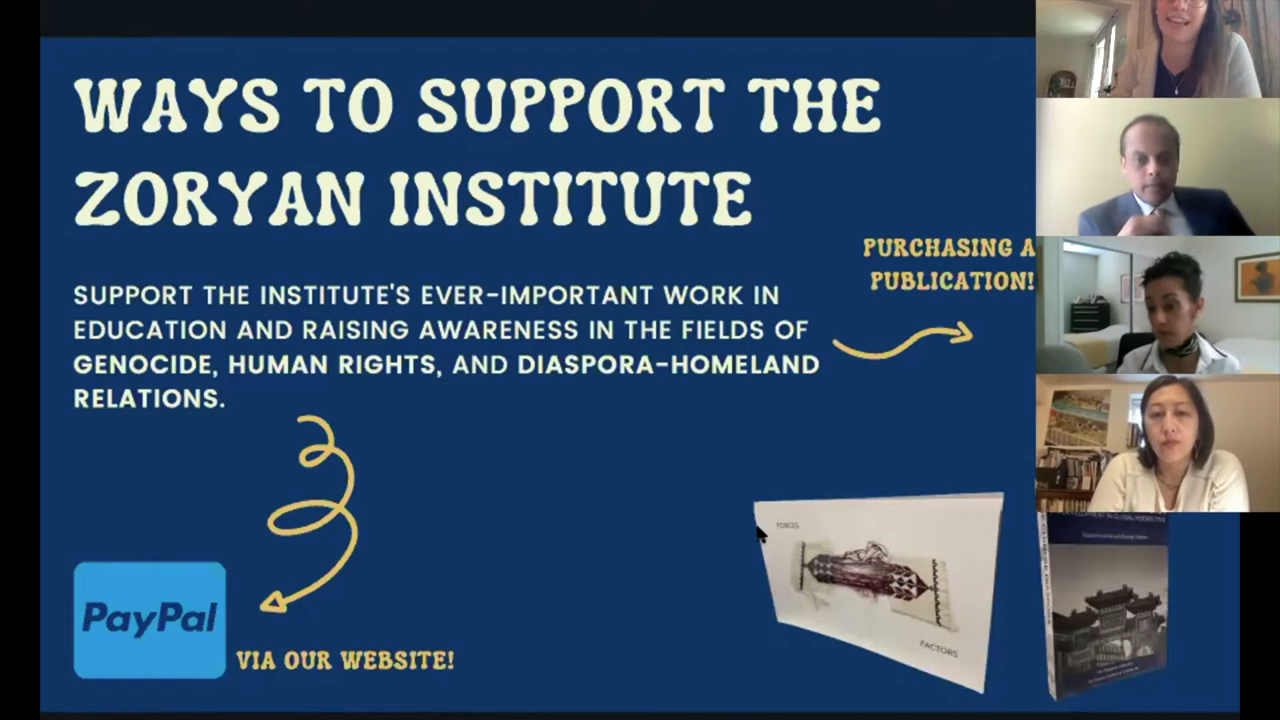 WAYS TO SUPPORT THE
ZORYAN INSTITUTE
PURCHASING A
PUBLICATION!
SUPPORT THE INSTITUTE'S EVER-IMPORTANT WORK IN
EDUCATION AND RAISING AWARENESS IN THE FIELDS OF
GENOCIDE, HUMAN RIGHTS, AND DIASPORA-HOMELAND
RELATIONS.
FORCES
FACTORS
PayPal
VIA OUR WEBSITE!